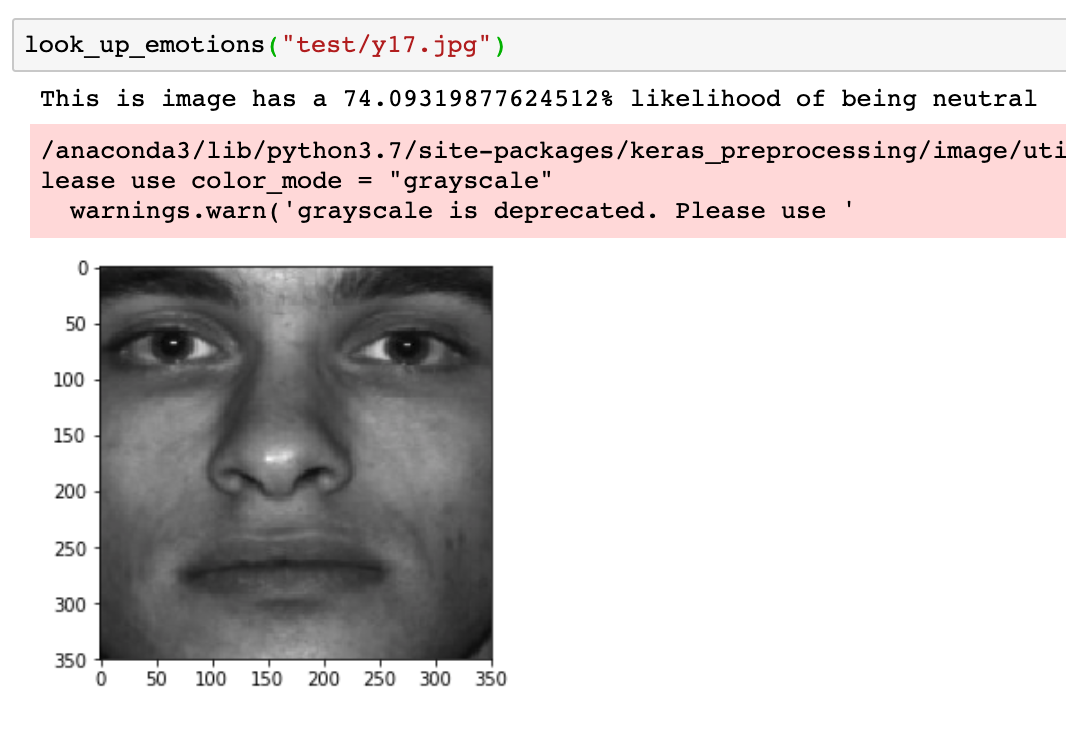 look_up_emotions("test/y17.jpg")
This is image has a 74.09319877624512% likelihood of being neutral
/anaconda3/lib/python3.7/site-packages/keras_preprocessing/image/uti
lease use color_mode = "grayscale"
warnings.warn('grayscale is deprecated. Please use '
0
50
100
150
200
250
300
350
0 50 100 150 200 250 300 350